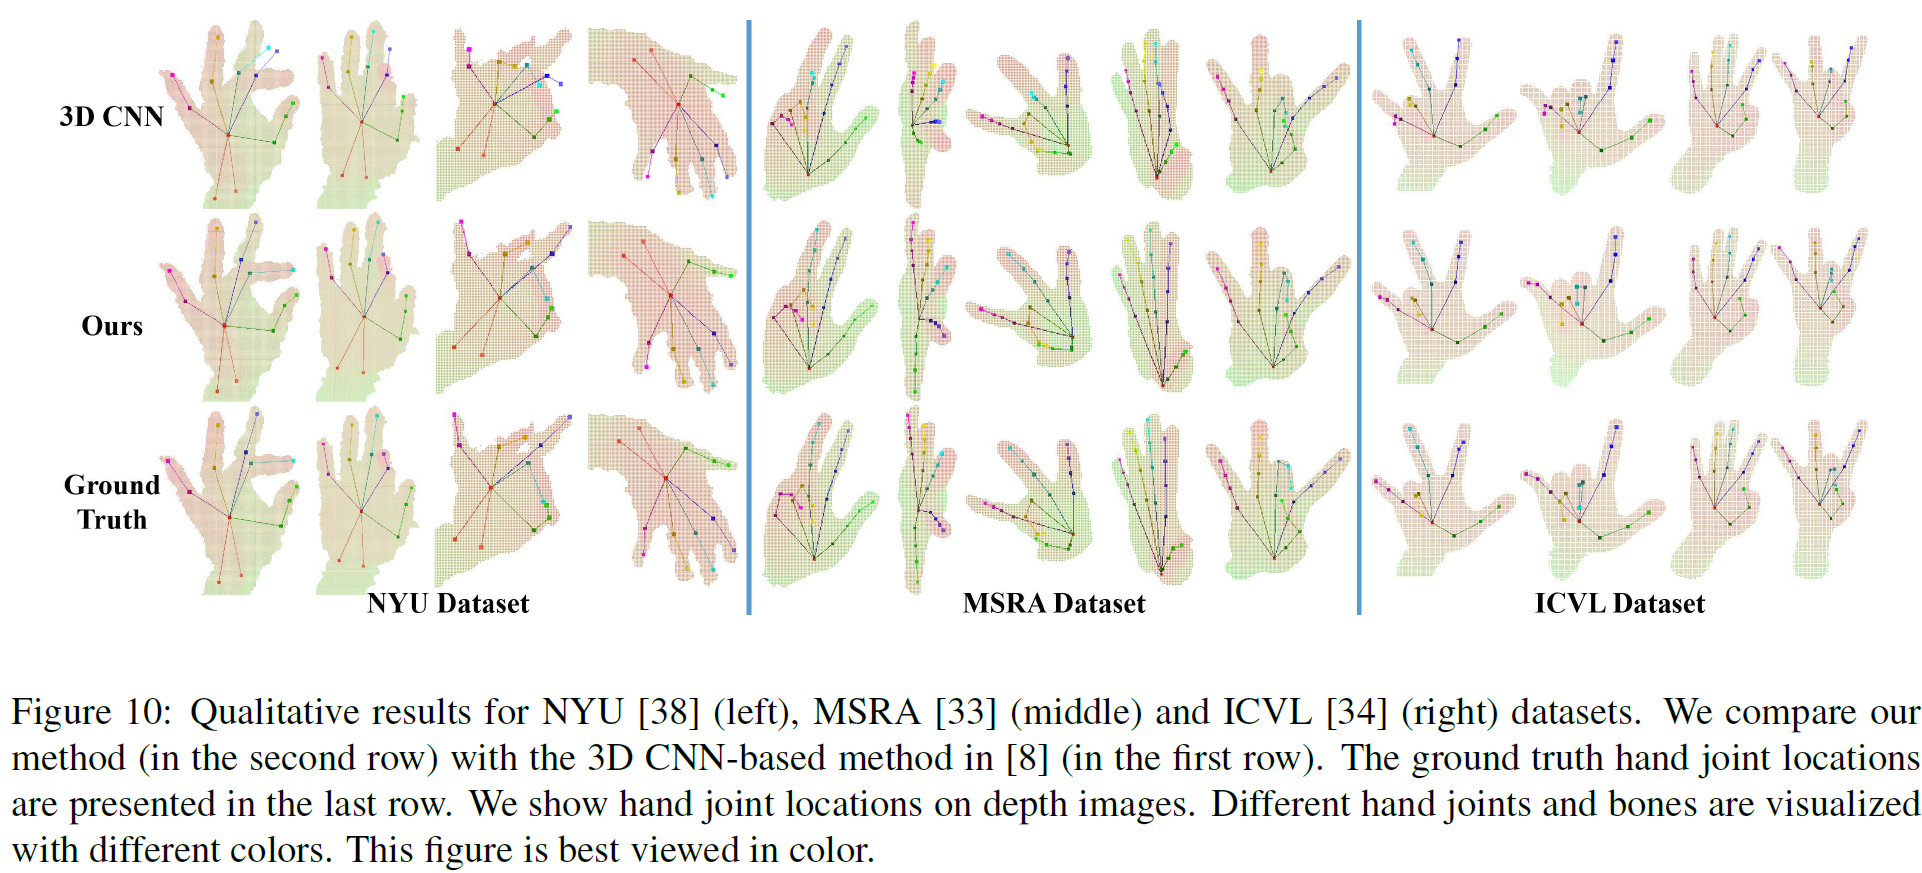 3D CNN
Ours
Ground
Truth
NYU Dataset
MSRA Dataset
ICVL Dataset
Figure 10: Qualitative results for NYU [38] (left), MSRA [33] (middle) and ICVL [34] (right) datasets. We compare our
method (in the second row) with the 3D CNN-based method in [8] (in the first row). The ground truth hand joint locations
are presented in the last row. We show hand joint locations on depth images. Different hand joints and bones are visualized
with different colors. This figure is best viewed in color.